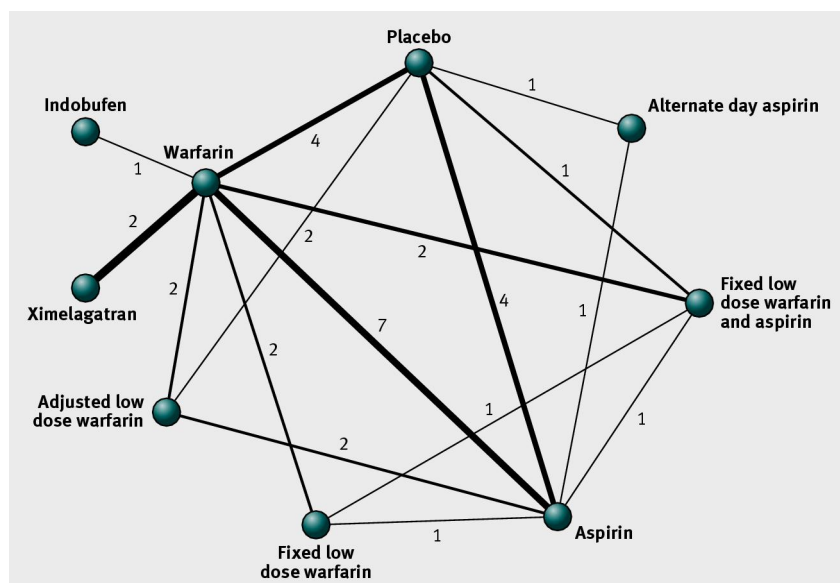 Placebo
1
Indobufen
Alternate day aspirin
Warfarin
4
1
1
2
2
2
Fixed low
dose warfarin
and aspirin
2
4
Ximelagatran
1
7
2
Adjusted low
dose warfarin
1
1
2
1
Aspirin
Fixed low
dose warfarin